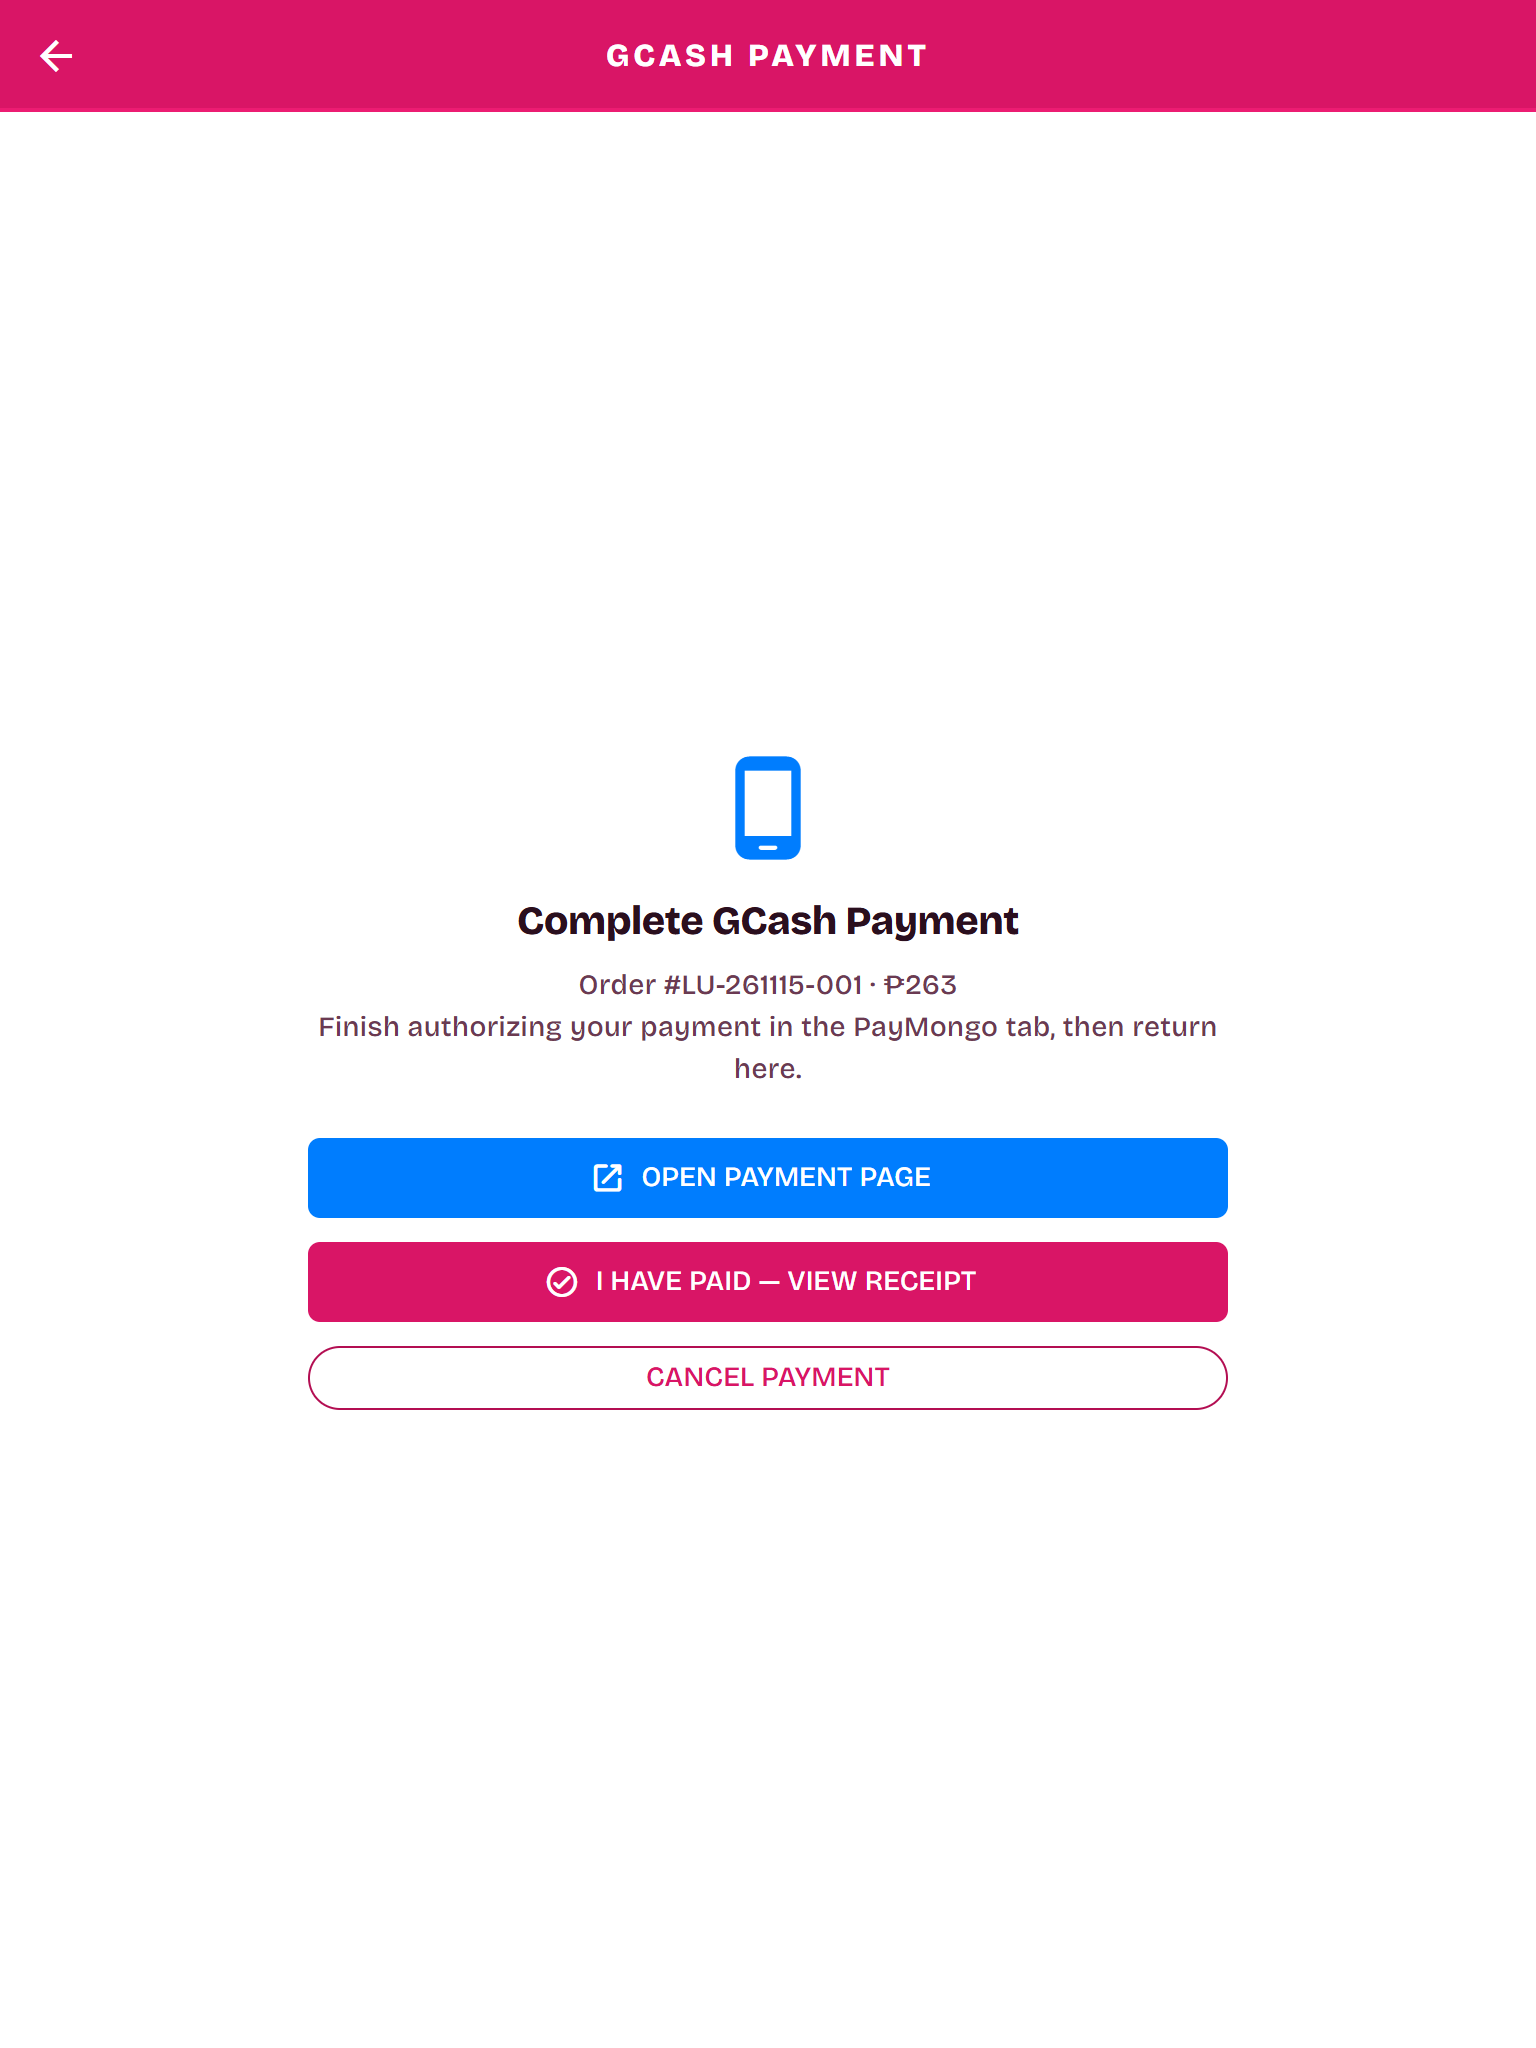 GCASH PAYMENT
Complete GCash Payment
Order #LU-261115-001 · ₱263
Finish authorizing your payment in the PayMongo tab, then return
here.
OPEN PAYMENT PAGE
I HAVE PAID — VIEW RECEIPT
CANCEL PAYMENT